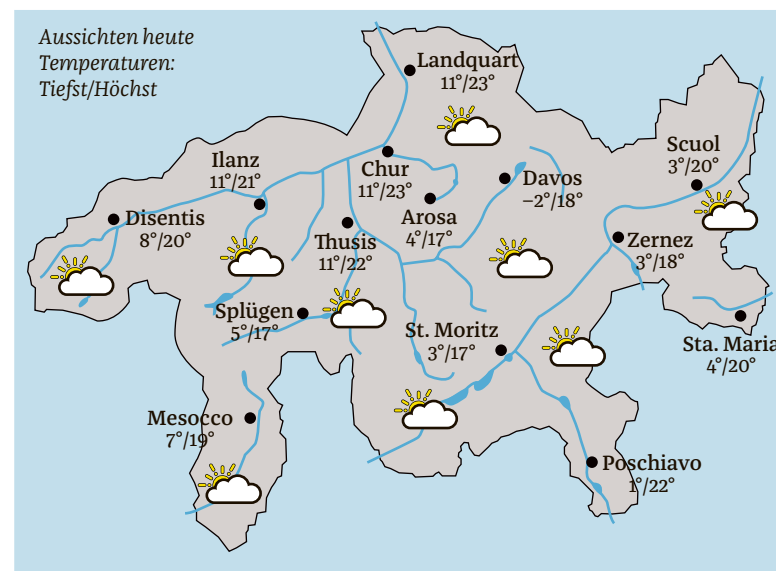 Aussichten heute
Temperaturen:
Tiefst/Höchst
Landquart
11°/23°
Scuol
3°/20°
Ilanz
11°/21°
Chur
11°/23°
Davos
–2°/18°
Disentis
8°/20°
Arosa
4°/17°
Thusis
11°/22°
Zernez
3°/18°
Splügen
5°/17°
St. Moritz
3°/17°
Sta. Maria
4°/20°
Mesocco
7°/19°
Poschiavo
1°/22°